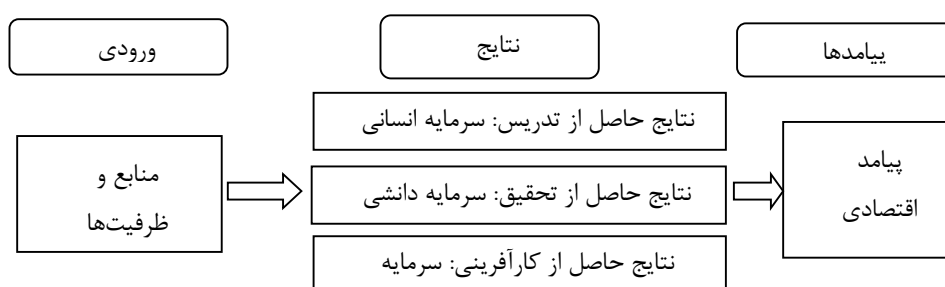 ورودی
نتایج
پیامدها
منابع و
ظرفیت‌ها
نتایج حاصل از تدریس: سرمایه انسانی
نتایج حاصل از تحقیق: سرمایه دانشی
نتایج حاصل از کارآفرینی: سرمایه
پیامد
اقتصادی